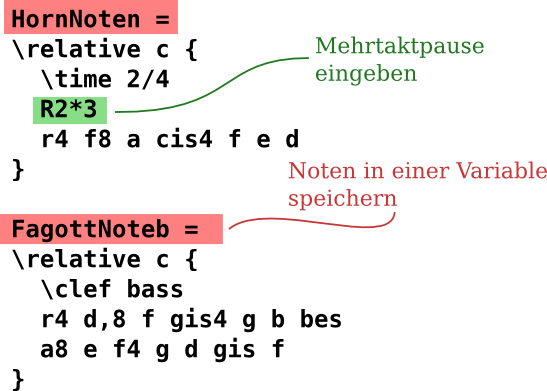 HornNoten =
\relative c {
\time 2/4
R2*3
r4 f8 a cis4 f e d
}
Mehrtaktpause
eingeben
Noten in einer Variable
speichern
FagottNoteb =
\relative c {
\clef bass
r4 d,8 f gis4 g b bes
a8 e f4 g d gis f
}